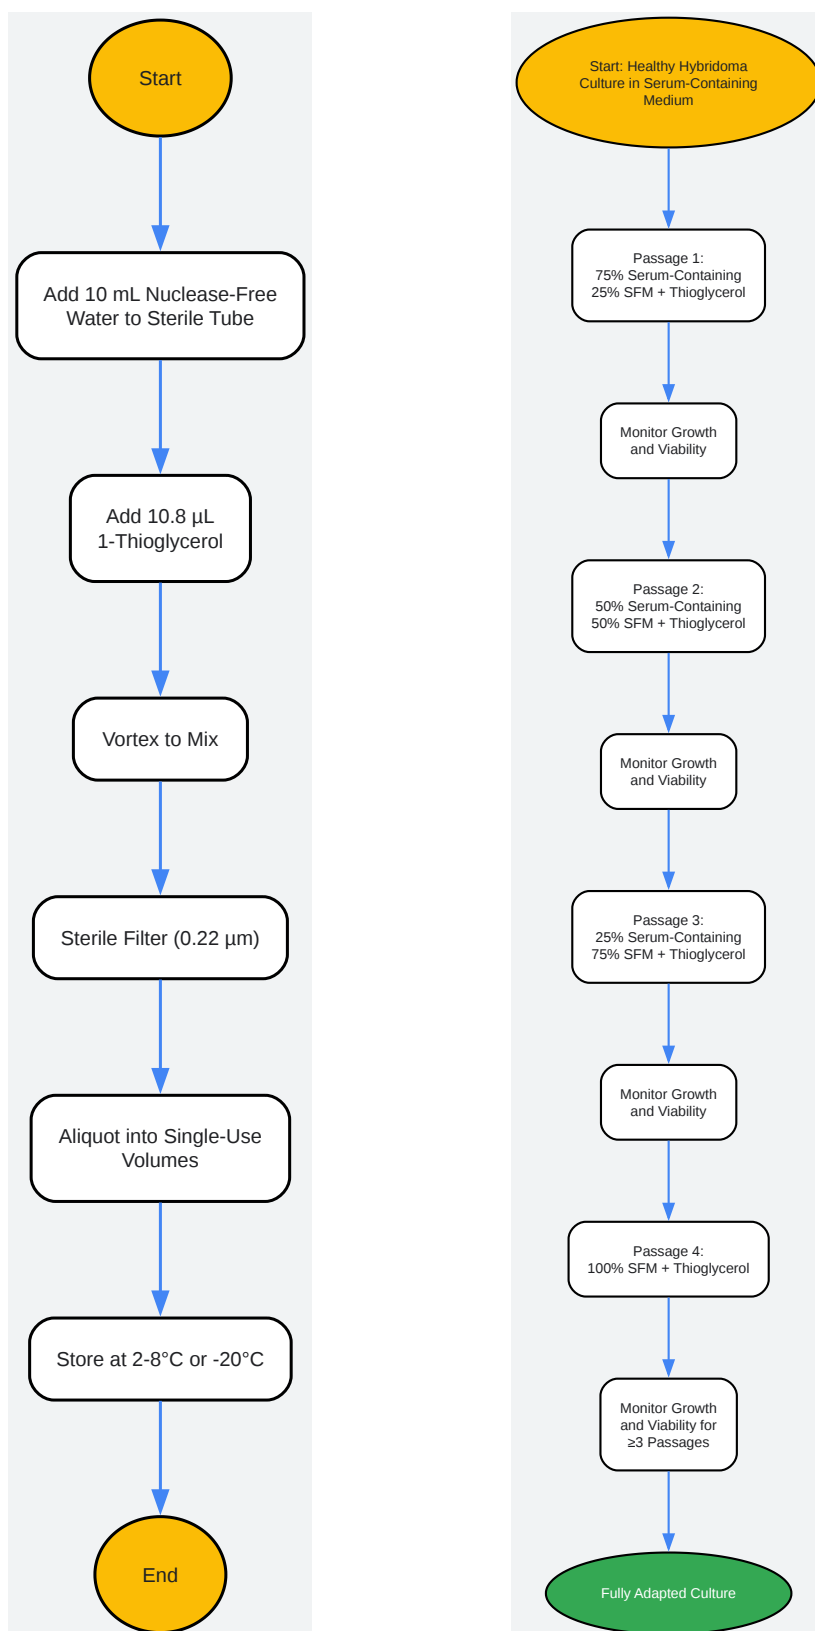 Start
Add 10 mL Nuclease-Free
Water to Sterile Tube
Add 10.8 µL
1-Thioglycerol
Vortex to Mix
Sterile Filter (0.22 µm)
Aliquot into Single-Use
Volumes
Store at 2-8°C or -20°C
End
Start: Healthy Hybridoma
Culture in Serum-Containing
Medium
Passage 1:
75% Serum-Containing
25% SFM + Thioglycerol
Monitor Growth
and Viability
Passage 2:
50% Serum-Containing
50% SFM + Thioglycerol
Monitor Growth
and Viability
Passage 3:
25% Serum-Containing
75% SFM + Thioglycerol
Monitor Growth
and Viability
Passage 4:
100% SFM + Thioglycerol
Monitor Growth
and Viability for
≥3 Passages
Fully Adapted Culture